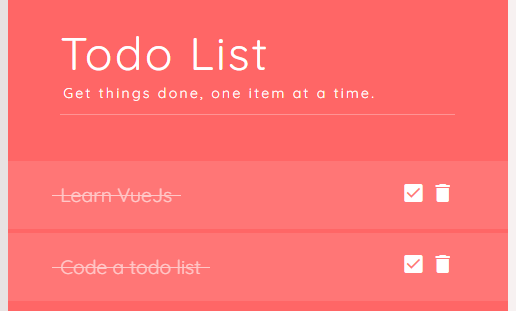 Todo List
Get things done, one item at a time.
Learn VueJs
Code a todo list